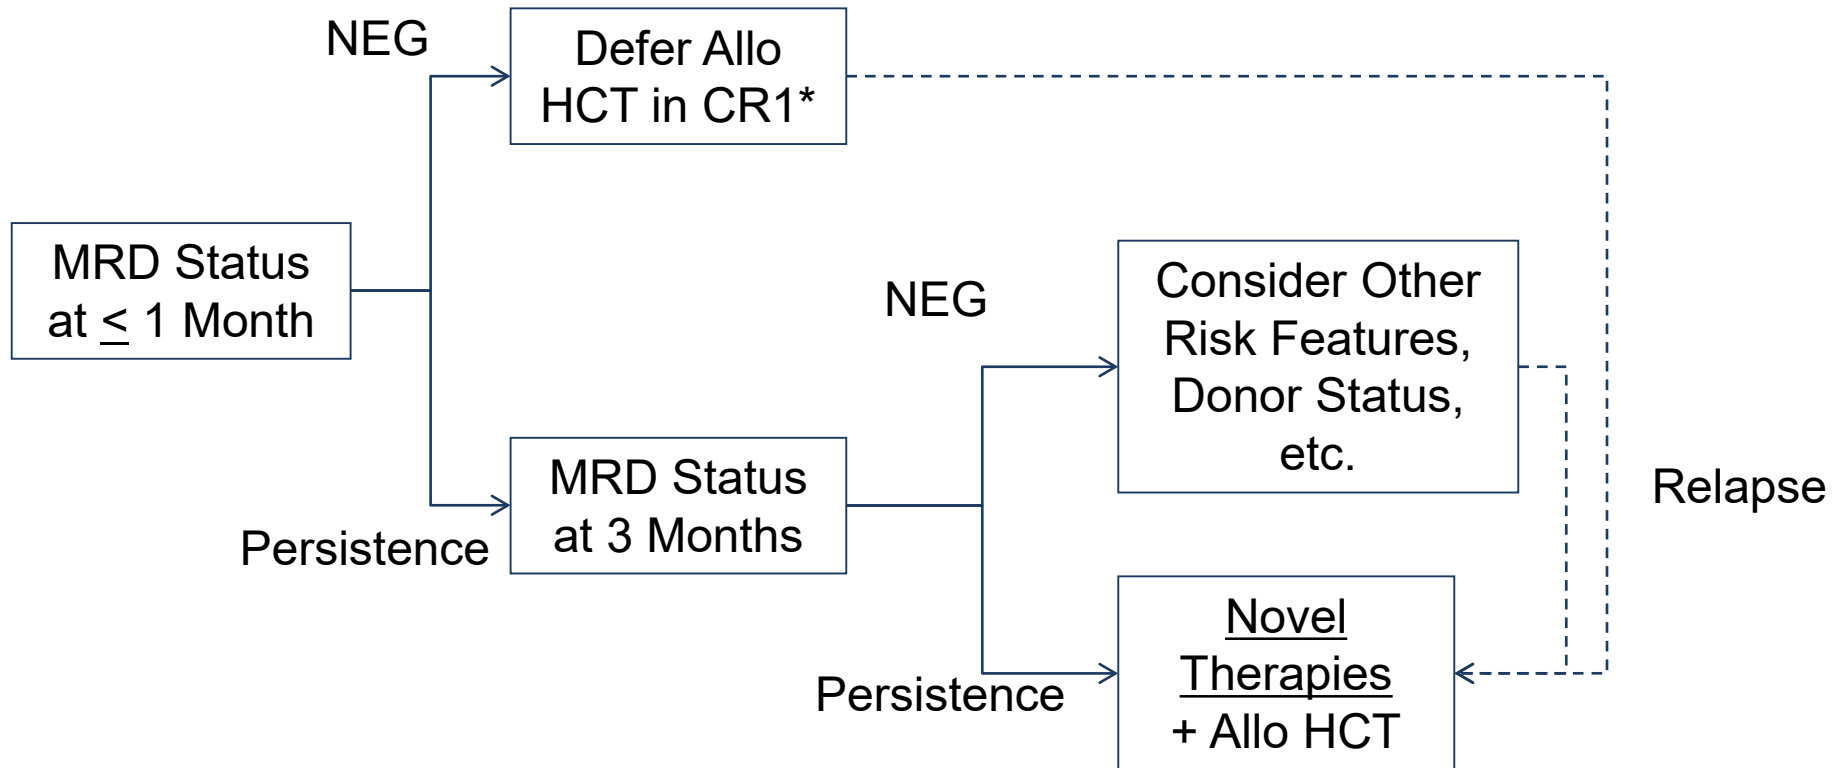 NEG
Defer Allo
HCT in CR1*
MRD Status
at < 1 Month
NEG
Consider Other
Risk Features,
Donor Status,
etc.
MRD Status
at 3 Months
Persistence
Relapse
Novel
Therapies
+ Allo HCT
Persistence